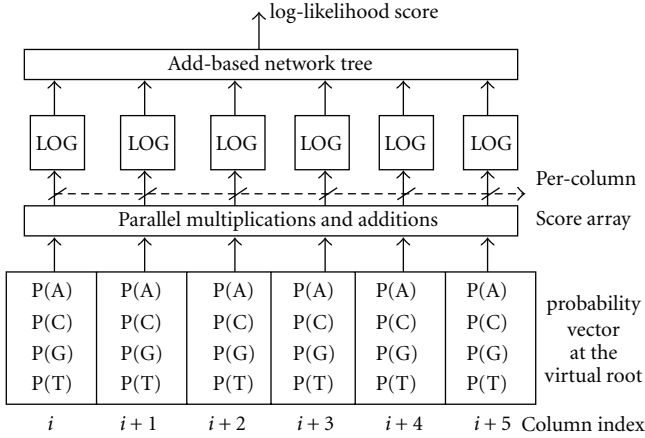 log-likelihood score
Add-based network tree
LOG LOG LOG LOG LOG LOG
Per-column
Parallel multiplications and additions
Score array
P(A) P(A) P(A) P(A) P(A) P(A)
P(C) P(C) P(C) P(C) P(C) P(C)
P(G) P(G) P(G) P(G) P(G) P(G)
P(T) P(T) P(T) P(T) P(T) P(T)
probability
vector
at the
virtual root
i i + 1 i + 2 i + 3 i + 4 i + 5 Column index